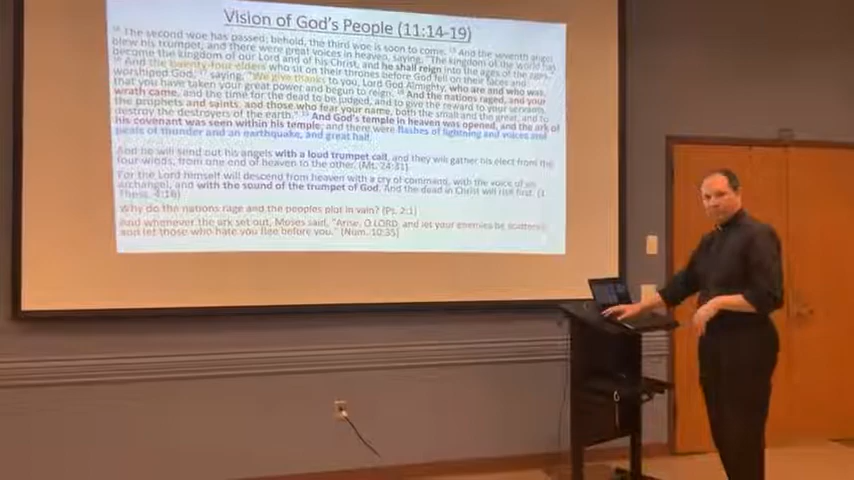 Vision of God's People (11:14-19)
¹⁴ The second woe has passed; behold, the third woe is soon to come. ¹⁵ And the seventh angel
blew his trumpet, and there were great voices in heaven, saying, "The kingdom of the world has
become the kingdom of our Lord and of his Christ, and he shall reign into the ages of the ages."
¹⁶ And the twenty-four elders who sit on their thrones before God fell on their faces and
worshiped God, ¹⁷ saying, "We give thanks to you, Lord God Almighty, who are and who was,
that you have taken your great power and begun to reign. ¹⁸ And the nations raged, and your
wrath came, and the time for the dead to be judged, and to give the reward to your servants,
the prophets and saints, and those who fear your name, both the small and the great, and to
destroy the destroyers of the earth." ¹⁹ And God's temple in heaven was opened, and the ark of
his covenant was seen within his temple; and there were flashes of lightning and voices and
peals of thunder and an earthquake, and great hail.
And he will send out his angels with a loud trumpet call, and they will gather his elect from the
four winds, from one end of heaven to the other. (Mt. 24:31)
For the Lord himself will descend from heaven with a cry of command, with the voice of an
archangel, and with the sound of the trumpet of God. And the dead in Christ will rise first. (1
Thess. 4:16)
Why do the nations rage and the peoples plot in vain? (Ps. 2:1)
And whenever the ark set out, Moses said, "Arise, O LORD, and let your enemies be scattered,
and let those who hate you flee before you." (Num. 10:35)